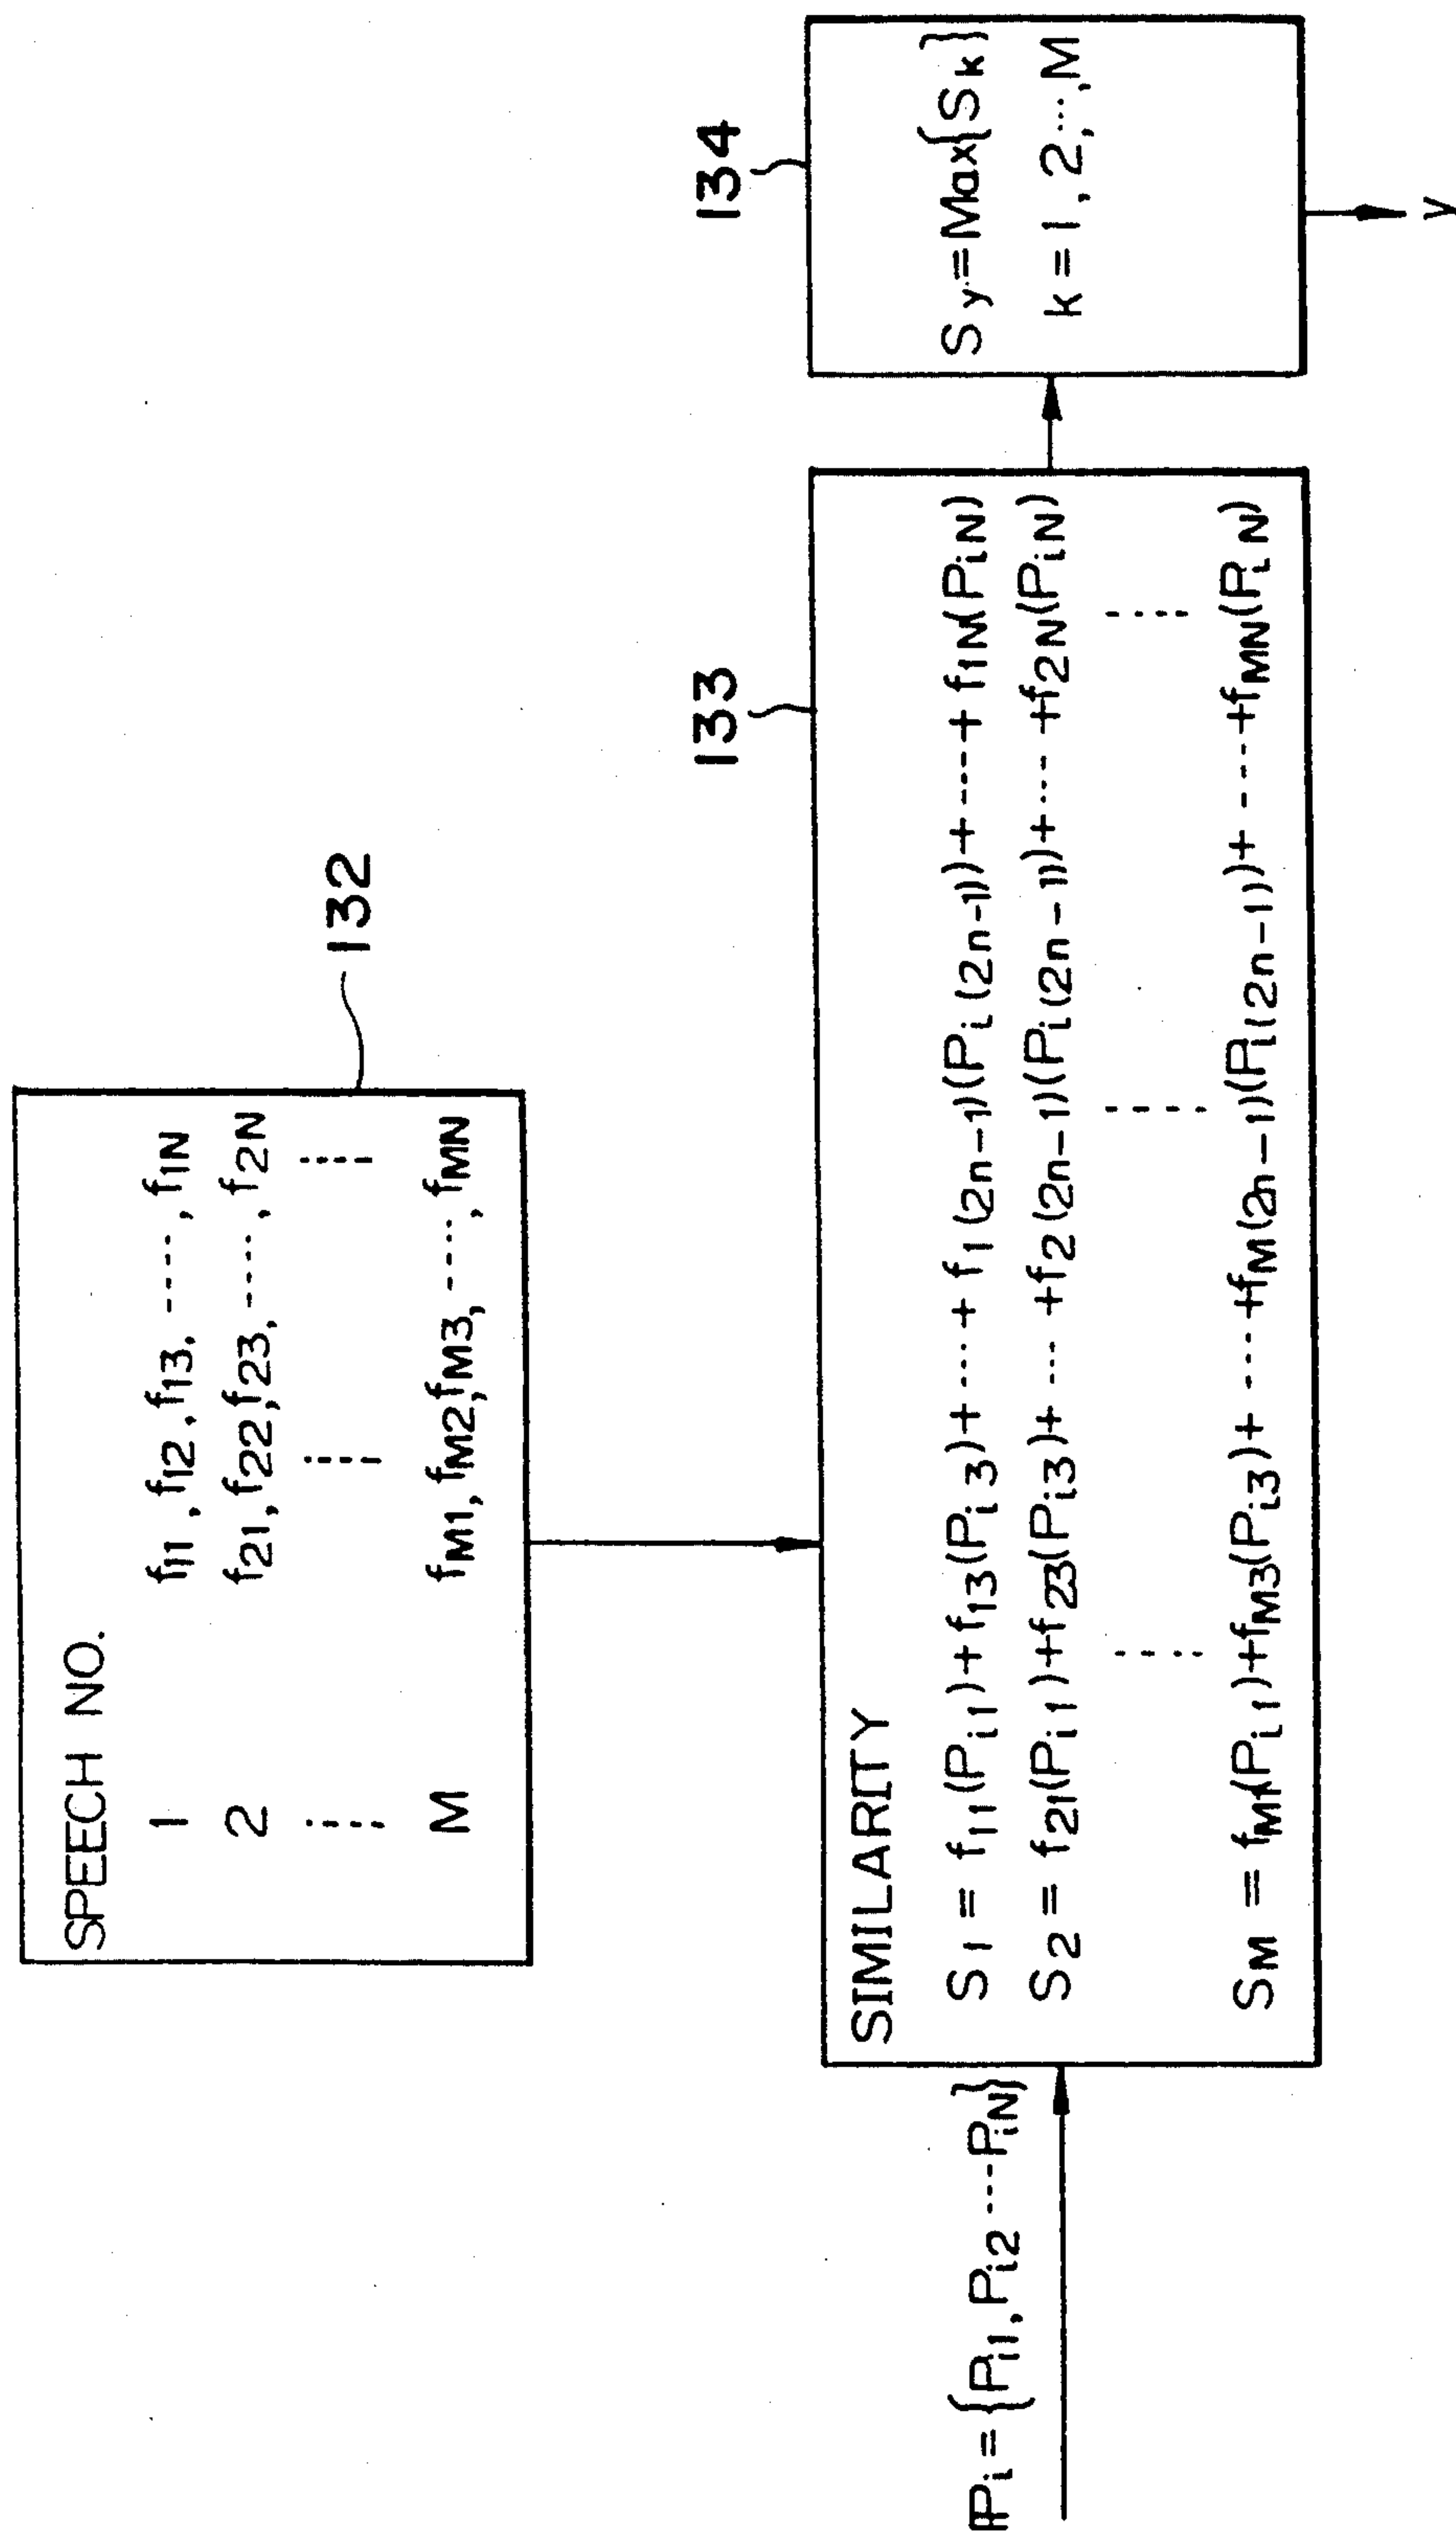 SPEECH NO.
1 f11, f12, f13, ----, f1N
2 f21, f22, f23, ----, f2N
M fM1, fM2, fM3, ----, fMN
132
ℙi={Pi1, Pi2 ----PiN}
133
SIMILARITY
S1 = f11(Pi1)+f13(Pi3)+----+f1(2n-1)(Pi(2n-1))+----+f1N(PiN)
S2 = f21(Pi1)+f23(Pi3)+----+f2(2n-1)(Pi(2n-1))+----+f2N(PiN)
SM = fM1(Pi1)+fM3(Pi3)+----+fM(2n-1)(Pi(2n-1))+----+fMN(PiN)
134
Sy=Max{Sk}
k=1, 2, ···, M
y